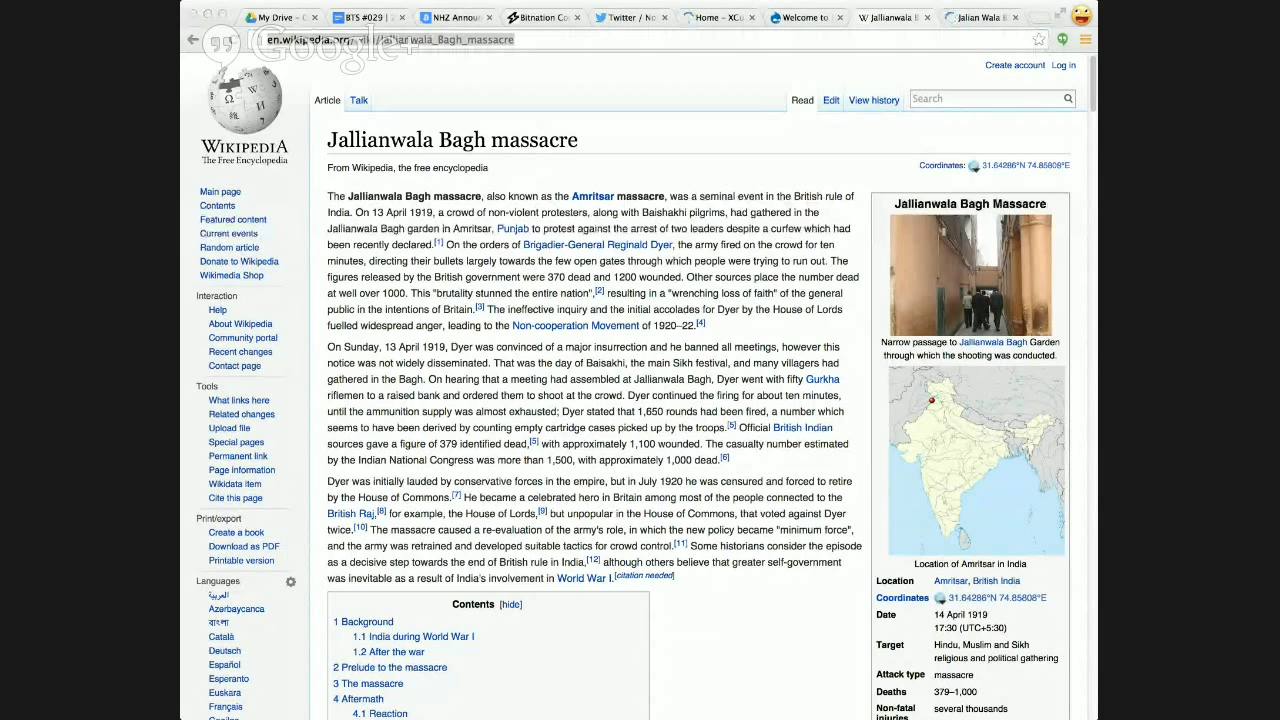 My Drive - C
BTS #029 | 2
NHZ Annou
Bitnation Co
Twitter / No
Home - XCu
Welcome to
Jallianwala B
Jalian Wala B
en.wikipedia.org/wiki/Jallianwala_Bagh_massacre
Google+
Create account Log in
Article Talk Read Edit View history Search
WIKIPEDIA
The Free Encyclopedia
Main page
Contents
Featured content
Current events
Random article
Donate to Wikipedia
Wikimedia Shop
Interaction
Help
About Wikipedia
Community portal
Recent changes
Contact page
Tools
What links here
Related changes
Upload file
Special pages
Permanent link
Page information
Wikidata item
Cite this page
Print/export
Create a book
Download as PDF
Printable version
Languages
العربية
Azərbaycanca
বাংলা
Català
Deutsch
Español
Esperanto
Euskara
Français
Jallianwala Bagh massacre
From Wikipedia, the free encyclopedia
Coordinates: 31.64286°N 74.85808°E
The Jallianwala Bagh massacre, also known as the Amritsar massacre, was a seminal event in the British rule of
India. On 13 April 1919, a crowd of non-violent protesters, along with Baishakhi pilgrims, had gathered in the
Jallianwala Bagh garden in Amritsar, Punjab to protest against the arrest of two leaders despite a curfew which had
been recently declared.[1] On the orders of Brigadier-General Reginald Dyer, the army fired on the crowd for ten
minutes, directing their bullets largely towards the few open gates through which people were trying to run out. The
figures released by the British government were 370 dead and 1200 wounded. Other sources place the number dead
at well over 1000. This "brutality stunned the entire nation",[2] resulting in a "wrenching loss of faith" of the general
public in the intentions of Britain.[3] The ineffective inquiry and the initial accolades for Dyer by the House of Lords
fuelled widespread anger, leading to the Non-cooperation Movement of 1920–22.[4]
On Sunday, 13 April 1919, Dyer was convinced of a major insurrection and he banned all meetings, however this
notice was not widely disseminated. That was the day of Baisakhi, the main Sikh festival, and many villagers had
gathered in the Bagh. On hearing that a meeting had assembled at Jallianwala Bagh, Dyer went with fifty Gurkha
riflemen to a raised bank and ordered them to shoot at the crowd. Dyer continued the firing for about ten minutes,
until the ammunition supply was almost exhausted; Dyer stated that 1,650 rounds had been fired, a number which
seems to have been derived by counting empty cartridge cases picked up by the troops.[5] Official British Indian
sources gave a figure of 379 identified dead,[5] with approximately 1,100 wounded. The casualty number estimated
by the Indian National Congress was more than 1,500, with approximately 1,000 dead.[6]
Dyer was initially lauded by conservative forces in the empire, but in July 1920 he was censured and forced to retire
by the House of Commons.[7] He became a celebrated hero in Britain among most of the people connected to the
British Raj,[8] for example, the House of Lords,[9] but unpopular in the House of Commons, that voted against Dyer
twice.[10] The massacre caused a re-evaluation of the army's role, in which the new policy became "minimum force",
and the army was retrained and developed suitable tactics for crowd control.[11] Some historians consider the episode
as a decisive step towards the end of British rule in India,[12] although others believe that greater self-government
was inevitable as a result of India's involvement in World War I.[citation needed]
Contents [hide]
1 Background
1.1 India during World War I
1.2 After the war
2 Prelude to the massacre
3 The massacre
4 Aftermath
4.1 Reaction
Jallianwala Bagh Massacre
Narrow passage to Jallianwala Bagh Garden
through which the shooting was conducted.
Location of Amritsar in India
Location Amritsar, British India
Coordinates 31.64286°N 74.85808°E
Date 14 April 1919
17:30 (UTC+5:30)
Target Hindu, Muslim and Sikh
religious and political gathering
Attack type massacre
Deaths 379–1,000
Non-fatal several thousands
injuries